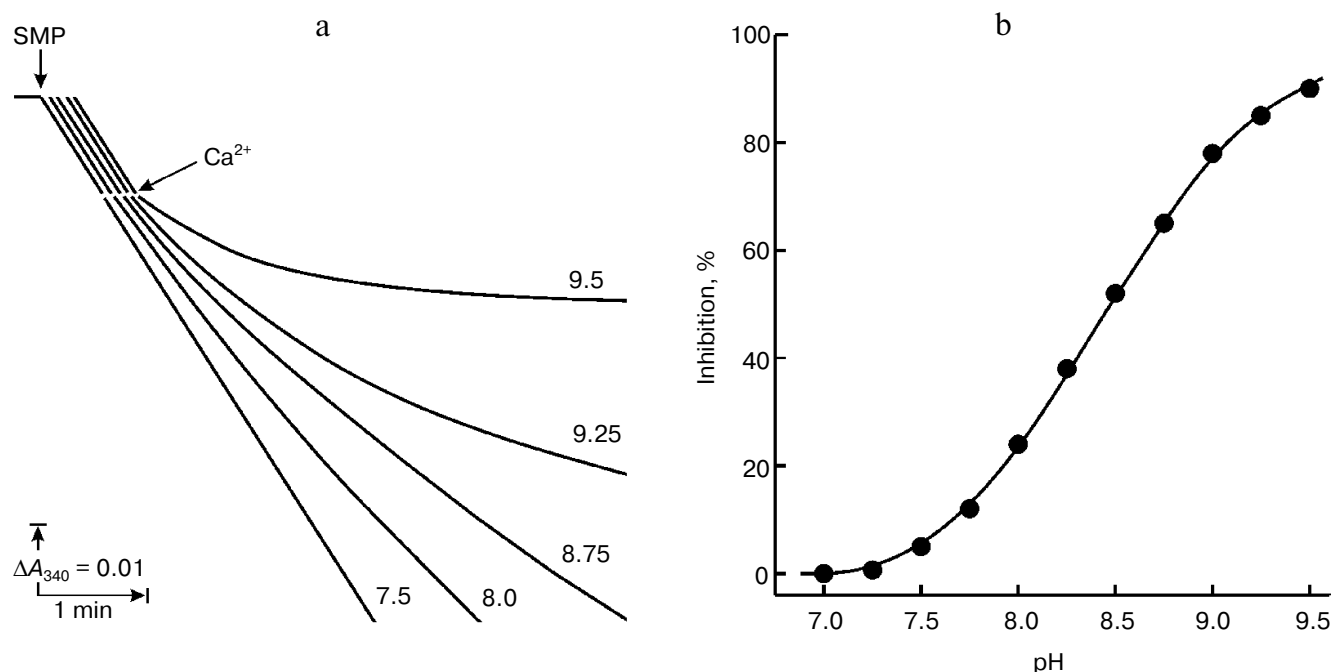 a
SMP
Ca²⁺
9.5
9.25
8.75
8.0
7.5
ΔA₃₄₀ = 0.01
1 min
b
Inhibition, %
100
80
60
40
20
0
7.0 7.5 8.0 8.5 9.0 9.5
pH